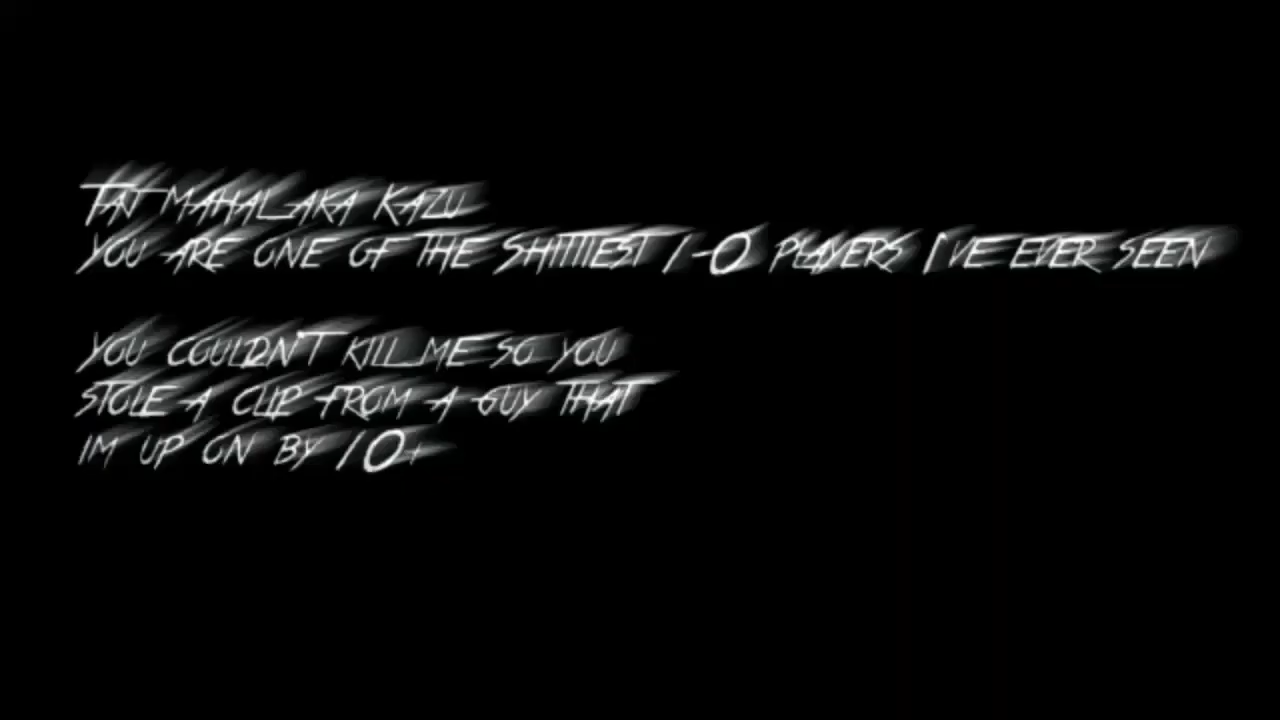 Taj mahal aka Kazu
you are one of the Shittiest 1-0 players I've ever seen
you couldn't kill me so you
stole a clip from a guy that
im up on by 10+